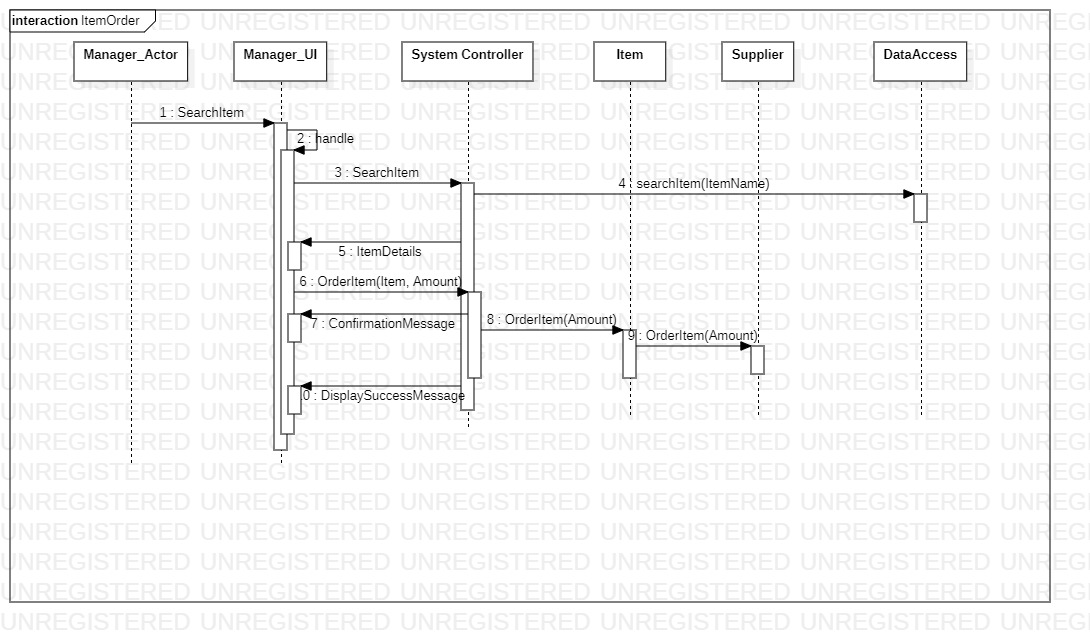 interaction ItemOrder
Manager_Actor
Manager_UI
System Controller
Item
Supplier
DataAccess
1 : SearchItem
2 : handle
3 : SearchItem
4 : searchItem(ItemName)
5 : ItemDetails
6 : OrderItem(Item, Amount)
7 : ConfirmationMessage
8 : OrderItem(Amount)
9 : OrderItem(Amount)
0 : DisplaySuccessMessage
UNREGISTERED